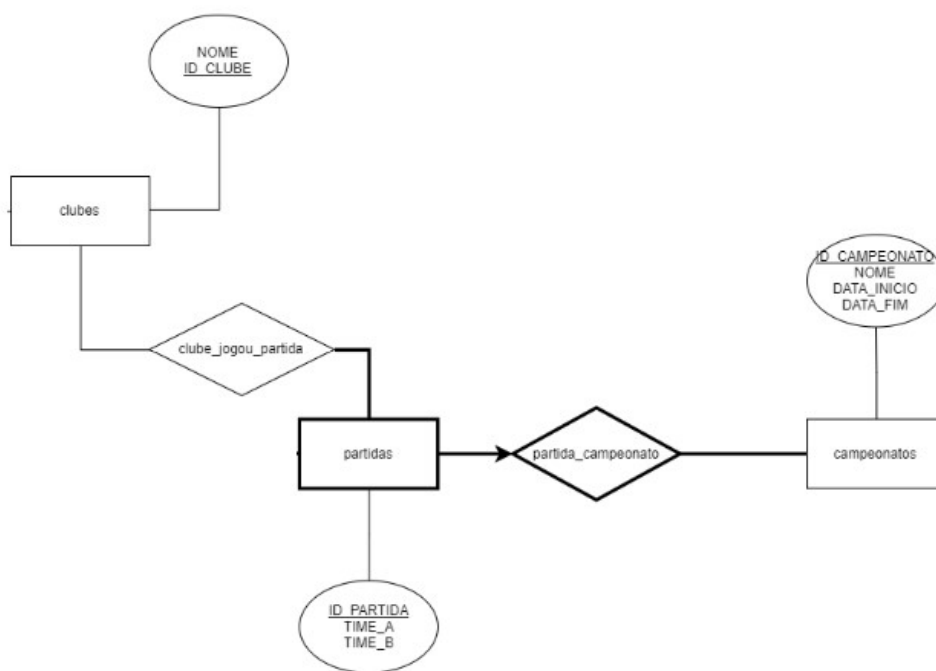 NOME
ID_CLUBE
clubes
ID_CAMPEONATO
NOME
DATA_INICIO
DATA_FIM
clube_jogou_partida
partidas
partida_campeonato
campeonatos
ID_PARTIDA
TIME_A
TIME_B